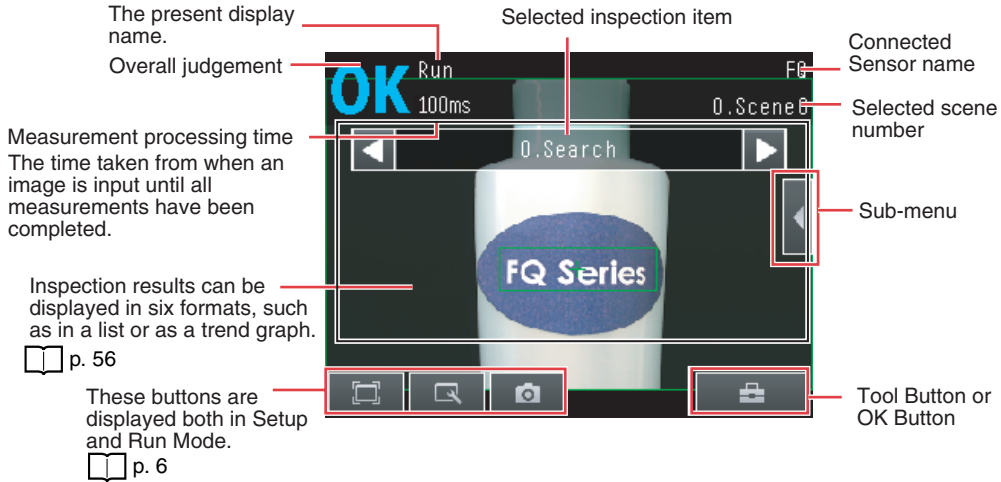 The present display
name.
Selected inspection item
Overall judgement
Connected
Sensor name
OK
Run
FQ
100ms
0.Scene0
Selected scene
number
Measurement processing time
The time taken from when an
image is input until all
measurements have been
completed.
0.Search
Sub-menu
FQ Series
Inspection results can be
displayed in six formats, such
as in a list or as a trend graph.
p. 56
These buttons are
displayed both in Setup
and Run Mode.
p. 6
Tool Button or
OK Button